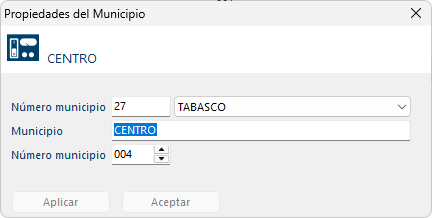 Propiedades del Municipio
CENTRO
Número municipio 27 TABASCO
Municipio CENTRO
Número municipio 004
Aplicar Aceptar